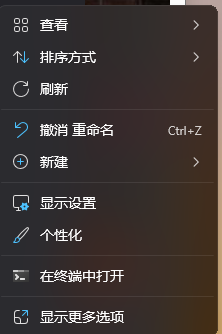 查看
排序方式
刷新
撤消 重命名 Ctrl+Z
新建
显示设置
个性化
在终端中打开
显示更多选项